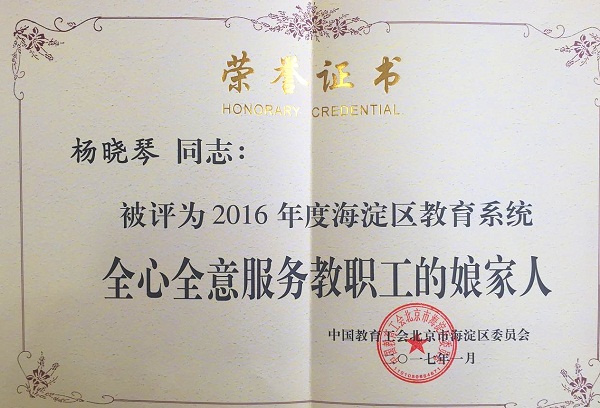 荣誉证书
HONORARY CREDENTIAL
杨晓琴 同志：
被评为2016年度海淀区教育系统
全心全意服务教职工的娘家人
中国教育工会北京市海淀区委员会
二〇一七年一月